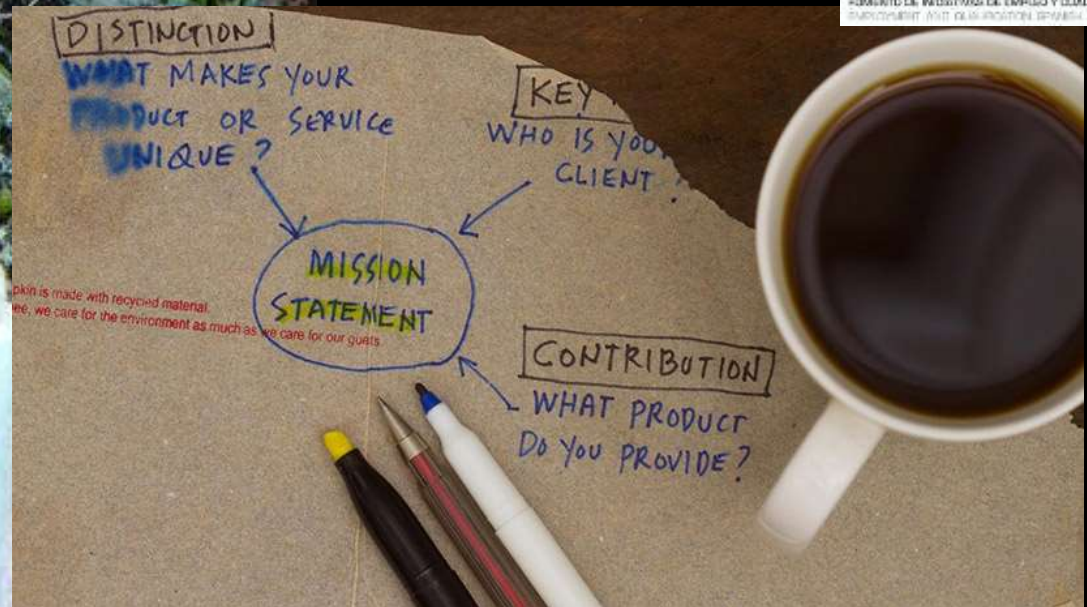 DISTINCTION
WHAT MAKES YOUR
PRODUCT OR SERVICE
UNIQUE ?
KEY
WHO IS YOU
CLIENT ?
MISSION
STATEMENT
pkin is made with recycled material.
ee, we care for the environment as much as we care for our guets
CONTRIBUTION
WHAT PRODUCT
DO YOU PROVIDE ?